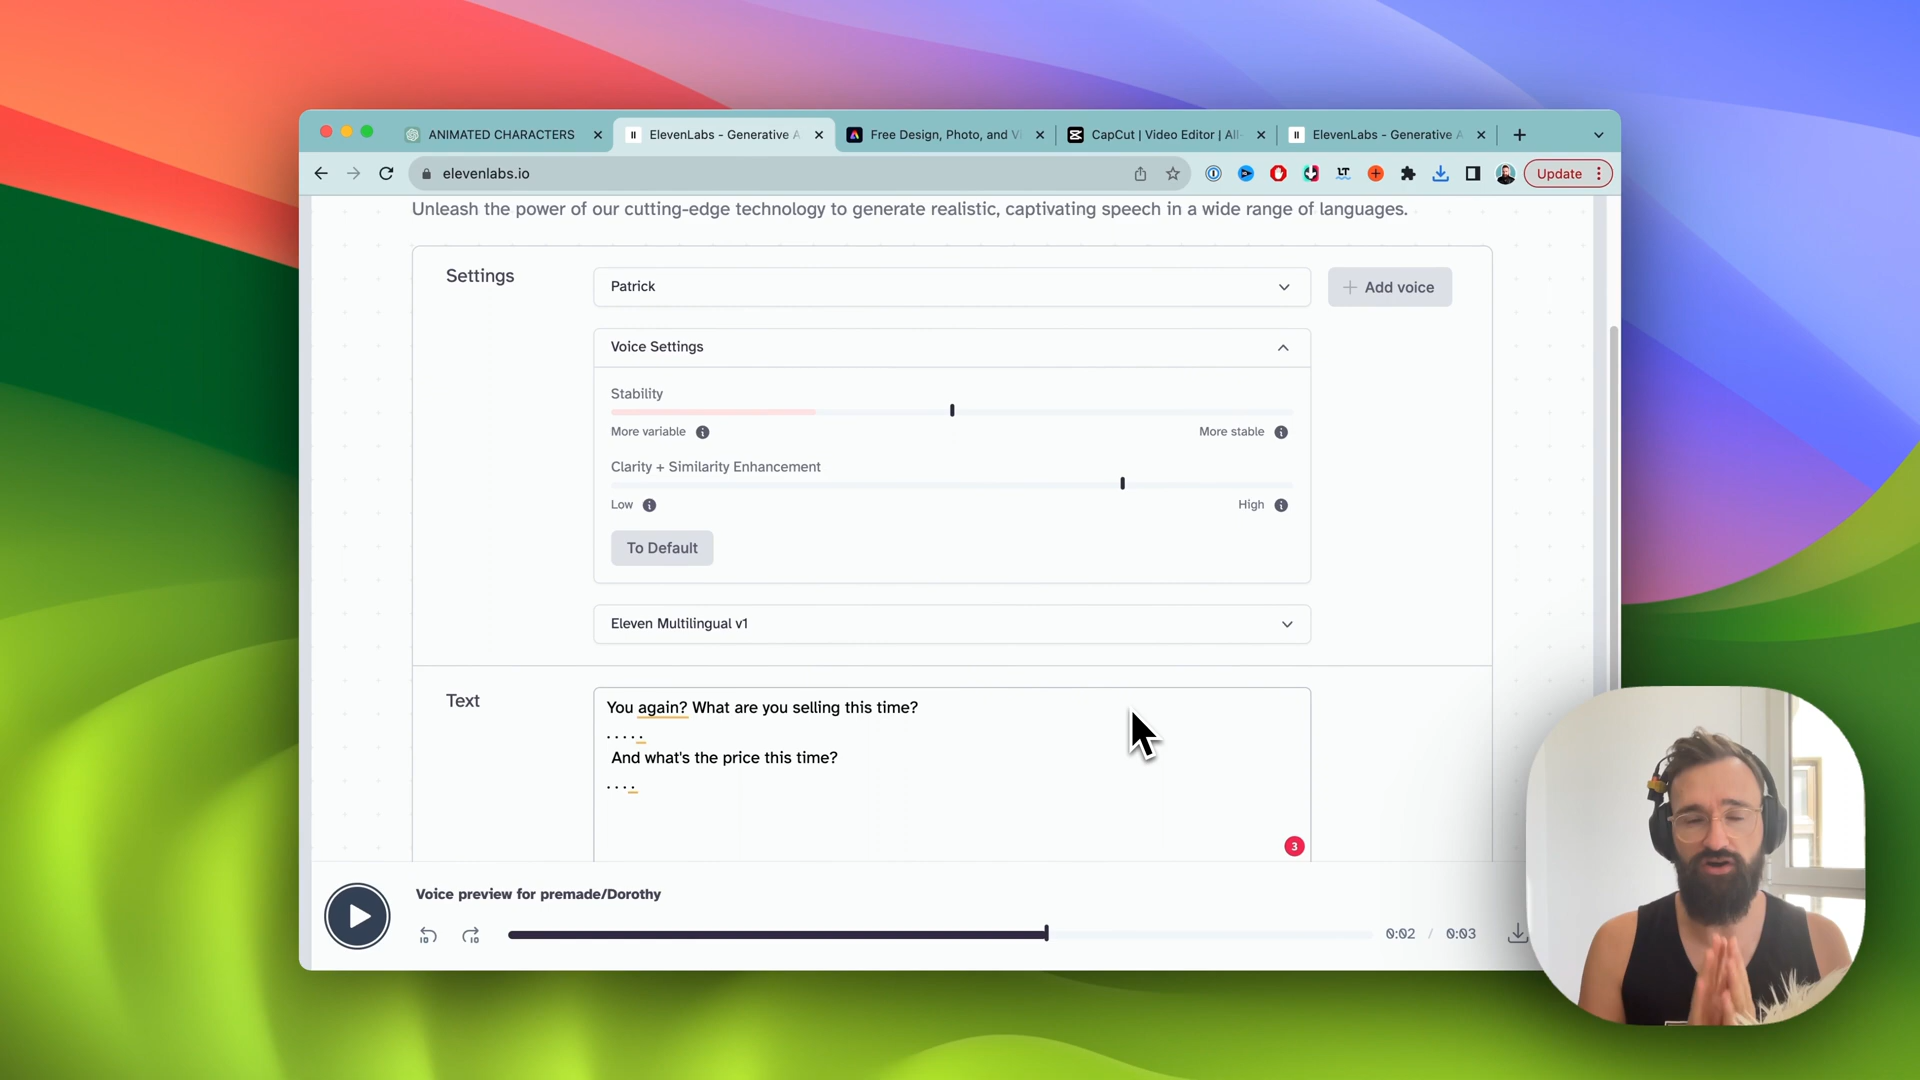 ANIMATED CHARACTERS
ElevenLabs - Generative A
Free Design, Photo, and Vi
CapCut | Video Editor | All-
ElevenLabs - Generative A
elevenlabs.io
LT
Update
Unleash the power of our cutting-edge technology to generate realistic, captivating speech in a wide range of languages.
Settings
Patrick
+ Add voice
Voice Settings
Stability
More variable
More stable
Clarity + Similarity Enhancement
Low
High
To Default
Eleven Multilingual v1
Text
You again? What are you selling this time?
. . . . .
And what's the price this time?
. . . .
3
Voice preview for premade/Dorothy
10
10
0:02 / 0:03